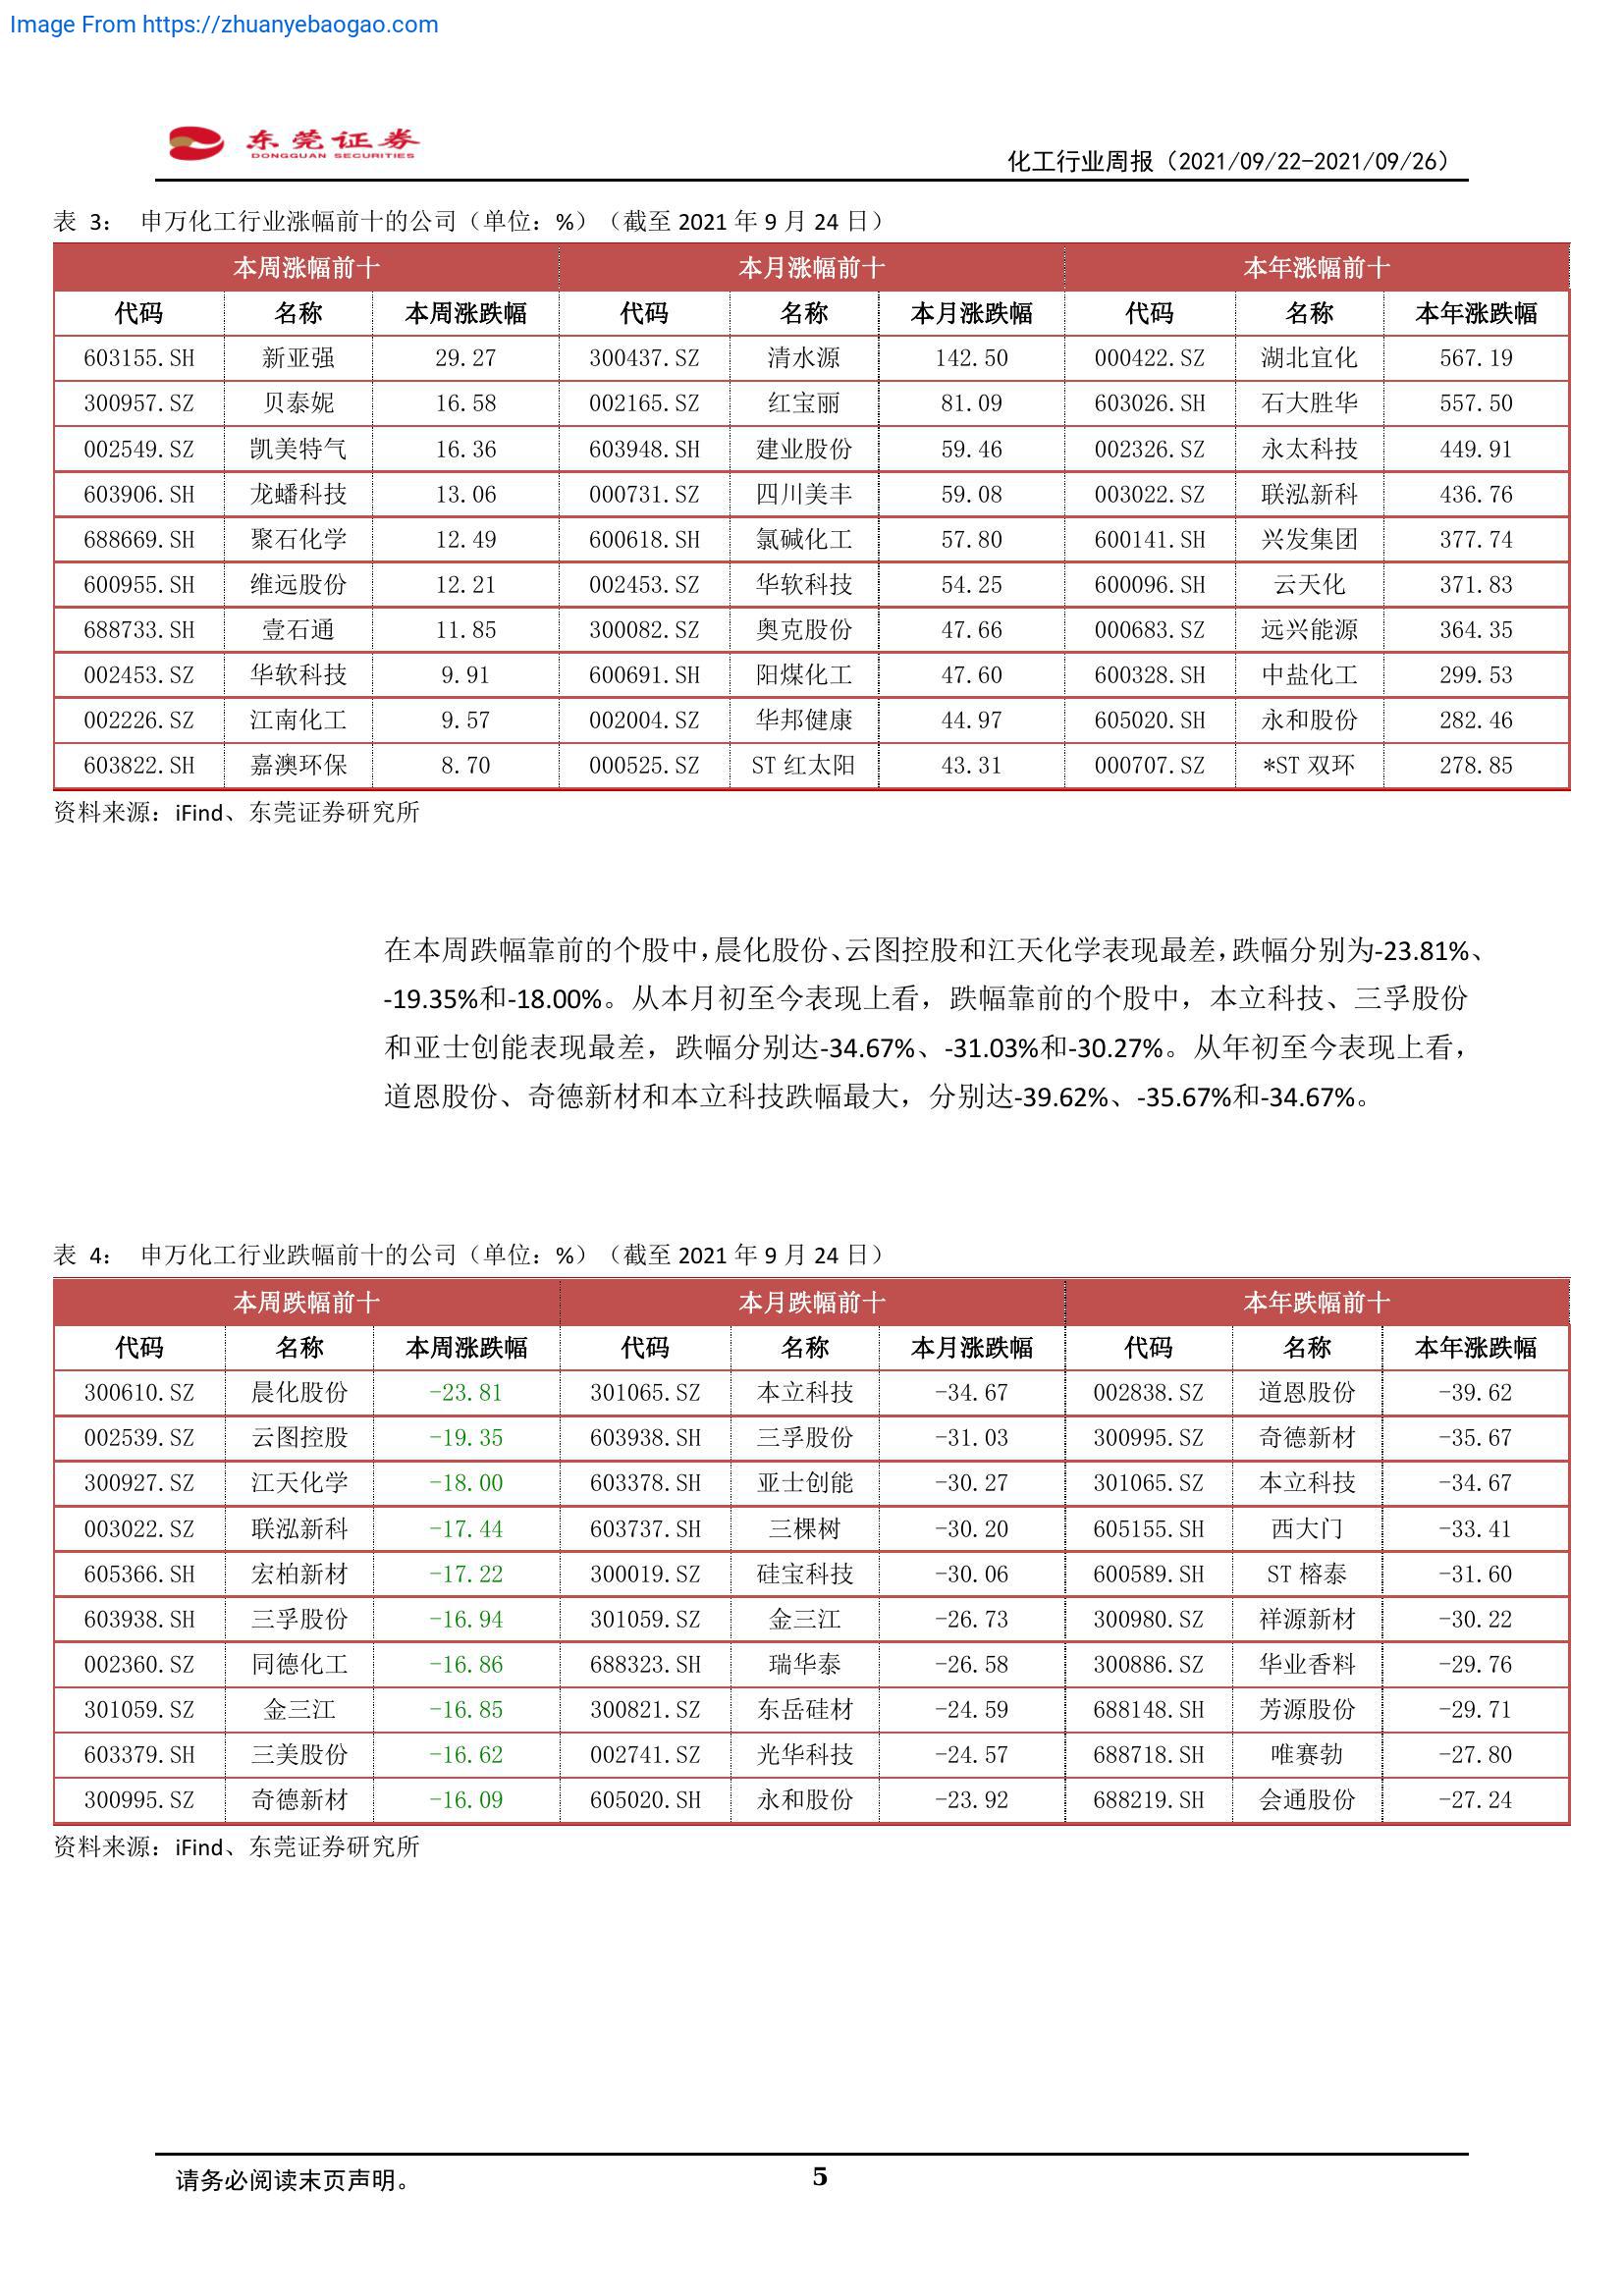 Image From https://zhuanyebaogao.com
东莞证券
DONGGUAN SECURITIES
化工行业周报（2021/09/22-2021/09/26）
表 3： 申万化工行业涨幅前十的公司（单位：%）（截至 2021 年 9 月 24 日）
本周涨幅前十 本月涨幅前十 本年涨幅前十
代码 名称 本周涨跌幅 代码 名称 本月涨跌幅 代码 名称 本年涨跌幅
603155.SH 新亚强 29.27 300437.SZ 清水源 142.50 000422.SZ 湖北宜化 567.19
300957.SZ 贝泰妮 16.58 002165.SZ 红宝丽 81.09 603026.SH 石大胜华 557.50
002549.SZ 凯美特气 16.36 603948.SH 建业股份 59.46 002326.SZ 永太科技 449.91
603906.SH 龙蟠科技 13.06 000731.SZ 四川美丰 59.08 003022.SZ 联泓新科 436.76
688669.SH 聚石化学 12.49 600618.SH 氯碱化工 57.80 600141.SH 兴发集团 377.74
600955.SH 维远股份 12.21 002453.SZ 华软科技 54.25 600096.SH 云天化 371.83
688733.SH 壹石通 11.85 300082.SZ 奥克股份 47.66 000683.SZ 远兴能源 364.35
002453.SZ 华软科技 9.91 600691.SH 阳煤化工 47.60 600328.SH 中盐化工 299.53
002226.SZ 江南化工 9.57 002004.SZ 华邦健康 44.97 605020.SH 永和股份 282.46
603822.SH 嘉澳环保 8.70 000525.SZ ST 红太阳 43.31 000707.SZ *ST 双环 278.85
资料来源：iFind、东莞证券研究所
在本周跌幅靠前的个股中，晨化股份、云图控股和江天化学表现最差，跌幅分别为-23.81%、
-19.35%和-18.00%。从本月初至今表现上看，跌幅靠前的个股中，本立科技、三孚股份
和亚士创能表现最差，跌幅分别达-34.67%、-31.03%和-30.27%。从年初至今表现上看，
道恩股份、奇德新材和本立科技跌幅最大，分别达-39.62%、-35.67%和-34.67%。
表 4： 申万化工行业跌幅前十的公司（单位：%）（截至 2021 年 9 月 24 日）
本周跌幅前十 本月跌幅前十 本年跌幅前十
代码 名称 本周涨跌幅 代码 名称 本月涨跌幅 代码 名称 本年涨跌幅
300610.SZ 晨化股份 -23.81 301065.SZ 本立科技 -34.67 002838.SZ 道恩股份 -39.62
002539.SZ 云图控股 -19.35 603938.SH 三孚股份 -31.03 300995.SZ 奇德新材 -35.67
300927.SZ 江天化学 -18.00 603378.SH 亚士创能 -30.27 301065.SZ 本立科技 -34.67
003022.SZ 联泓新科 -17.44 603737.SH 三棵树 -30.20 605155.SH 西大门 -33.41
605366.SH 宏柏新材 -17.22 300019.SZ 硅宝科技 -30.06 600589.SH ST 榕泰 -31.60
603938.SH 三孚股份 -16.94 301059.SZ 金三江 -26.73 300980.SZ 祥源新材 -30.22
002360.SZ 同德化工 -16.86 688323.SH 瑞华泰 -26.58 300886.SZ 华业香料 -29.76
301059.SZ 金三江 -16.85 300821.SZ 东岳硅材 -24.59 688148.SH 芳源股份 -29.71
603379.SH 三美股份 -16.62 002741.SZ 光华科技 -24.57 688718.SH 唯赛勃 -27.80
300995.SZ 奇德新材 -16.09 605020.SH 永和股份 -23.92 688219.SH 会通股份 -27.24
资料来源：iFind、东莞证券研究所
请务必阅读末页声明。 5